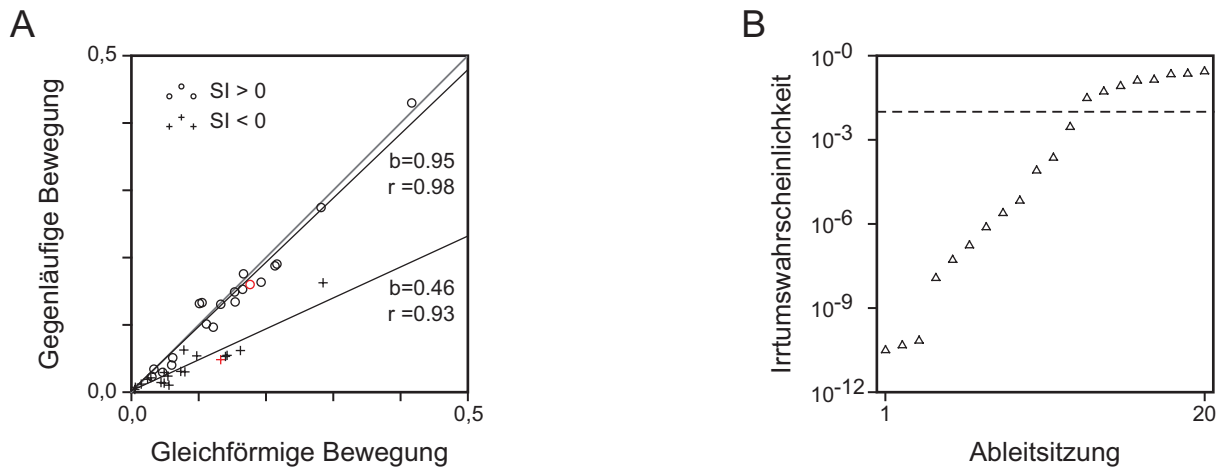 A
0,5
Gegenläufige Bewegung
SI > 0
SI < 0
b=0.95
r =0.98
b=0.46
r =0.93
0,0
0,0
0,5
Gleichförmige Bewegung
B
Irrtumswahrscheinlichkeit
10-0
10-3
10-6
10-9
10-12
1
20
Ableitsitzung